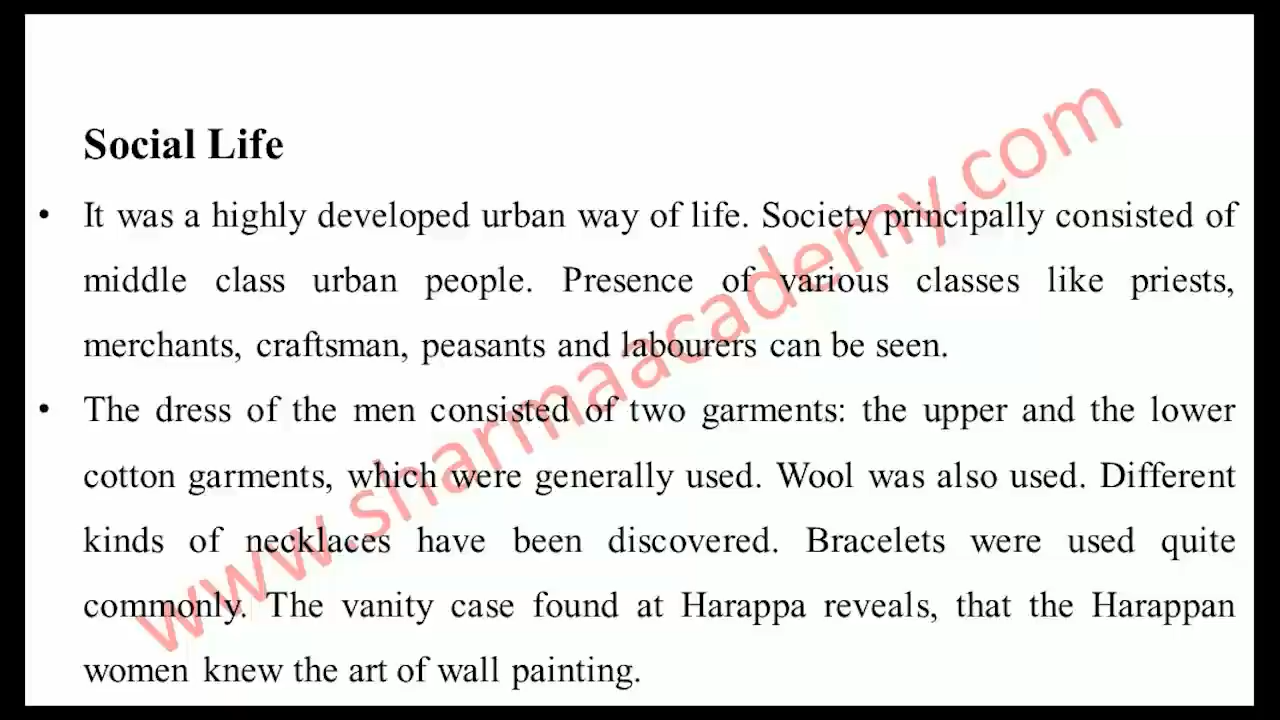 Social Life
• It was a highly developed urban way of life. Society principally consisted of
middle class urban people. Presence of various classes like priests,
merchants, craftsman, peasants and labourers can be seen.
• The dress of the men consisted of two garments: the upper and the lower
cotton garments, which were generally used. Wool was also used. Different
kinds of necklaces have been discovered. Bracelets were used quite
commonly. The vanity case found at Harappa reveals, that the Harappan
women knew the art of wall painting.
www.sharmaacademy.com